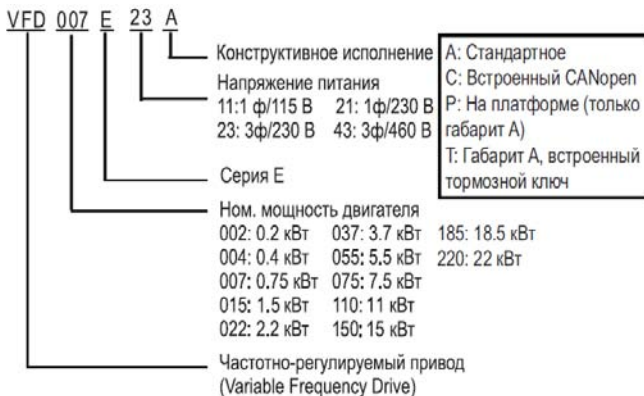 VFD 007 E 23 A
Конструктивное исполнение
Напряжение питания
11:1 ф/115 В 21: 1ф/230 В
23: 3ф/230 В 43: 3ф/460 В
A: Стандартное
C: Встроенный CANopen
P: На платформе (только
габарит А)
T: Габарит А, встроенный
тормозной ключ
Серия Е
Ном. мощность двигателя
002: 0.2 кВт 037: 3.7 кВт 185: 18.5 кВт
004: 0.4 кВт 055: 5.5 кВт 220: 22 кВт
007: 0.75 кВт 075: 7.5 кВт
015: 1.5 кВт 110: 11 кВт
022: 2.2 кВт 150: 15 кВт
Частотно-регулируемый привод
(Variable Frequency Drive)